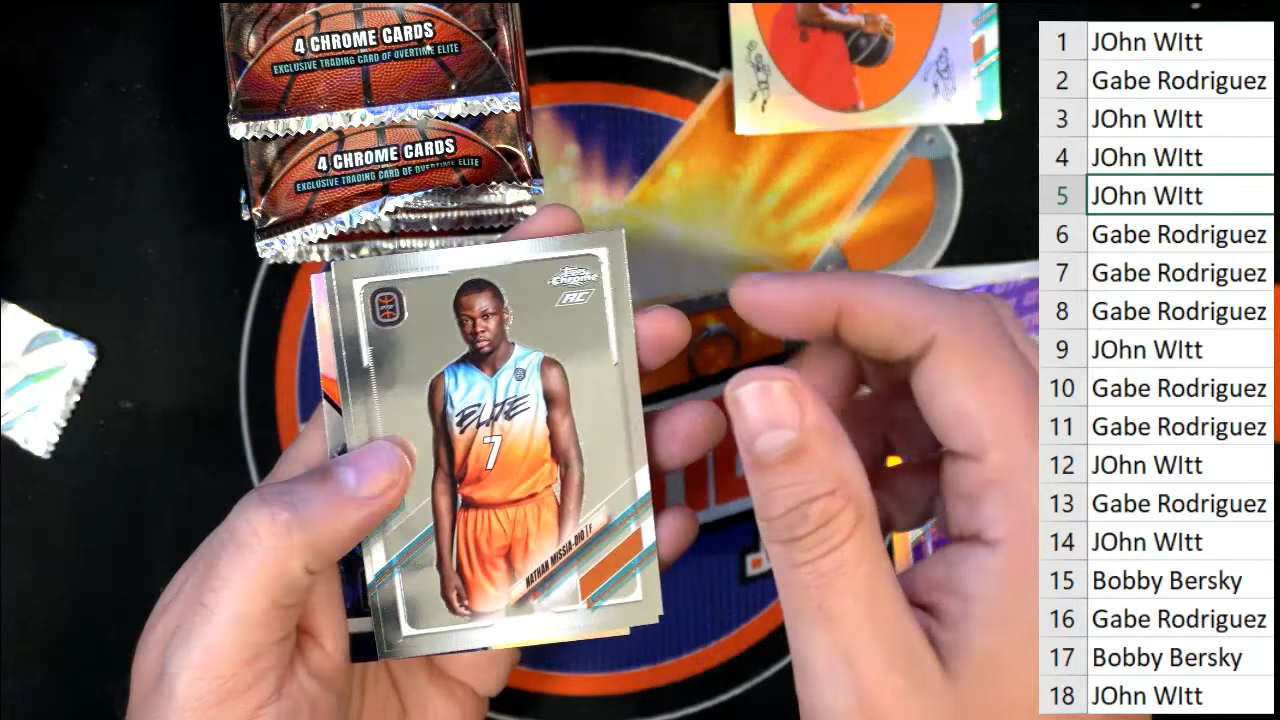 4 CHROME CARDS
EXCLUSIVE TRADING CARD OF OVERTIME ELITE
4 CHROME CARDS
EXCLUSIVE TRADING CARD OF OVERTIME ELITE
Topps
Chrome
RC
OTE
ELITE
7
NATHAN MISSIA-DIO | F
1 JOhn WItt
2 Gabe Rodriguez
3 JOhn WItt
4 JOhn WItt
5 JOhn WItt
6 Gabe Rodriguez
7 Gabe Rodriguez
8 Gabe Rodriguez
9 JOhn WItt
10 Gabe Rodriguez
11 Gabe Rodriguez
12 JOhn WItt
13 Gabe Rodriguez
14 JOhn WItt
15 Bobby Bersky
16 Gabe Rodriguez
17 Bobby Bersky
18 JOhn WItt